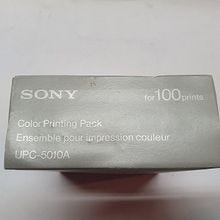 SONY
for 100 prints
Color Printing Pack
Ensemble pour impression couleur
UPC-5010A